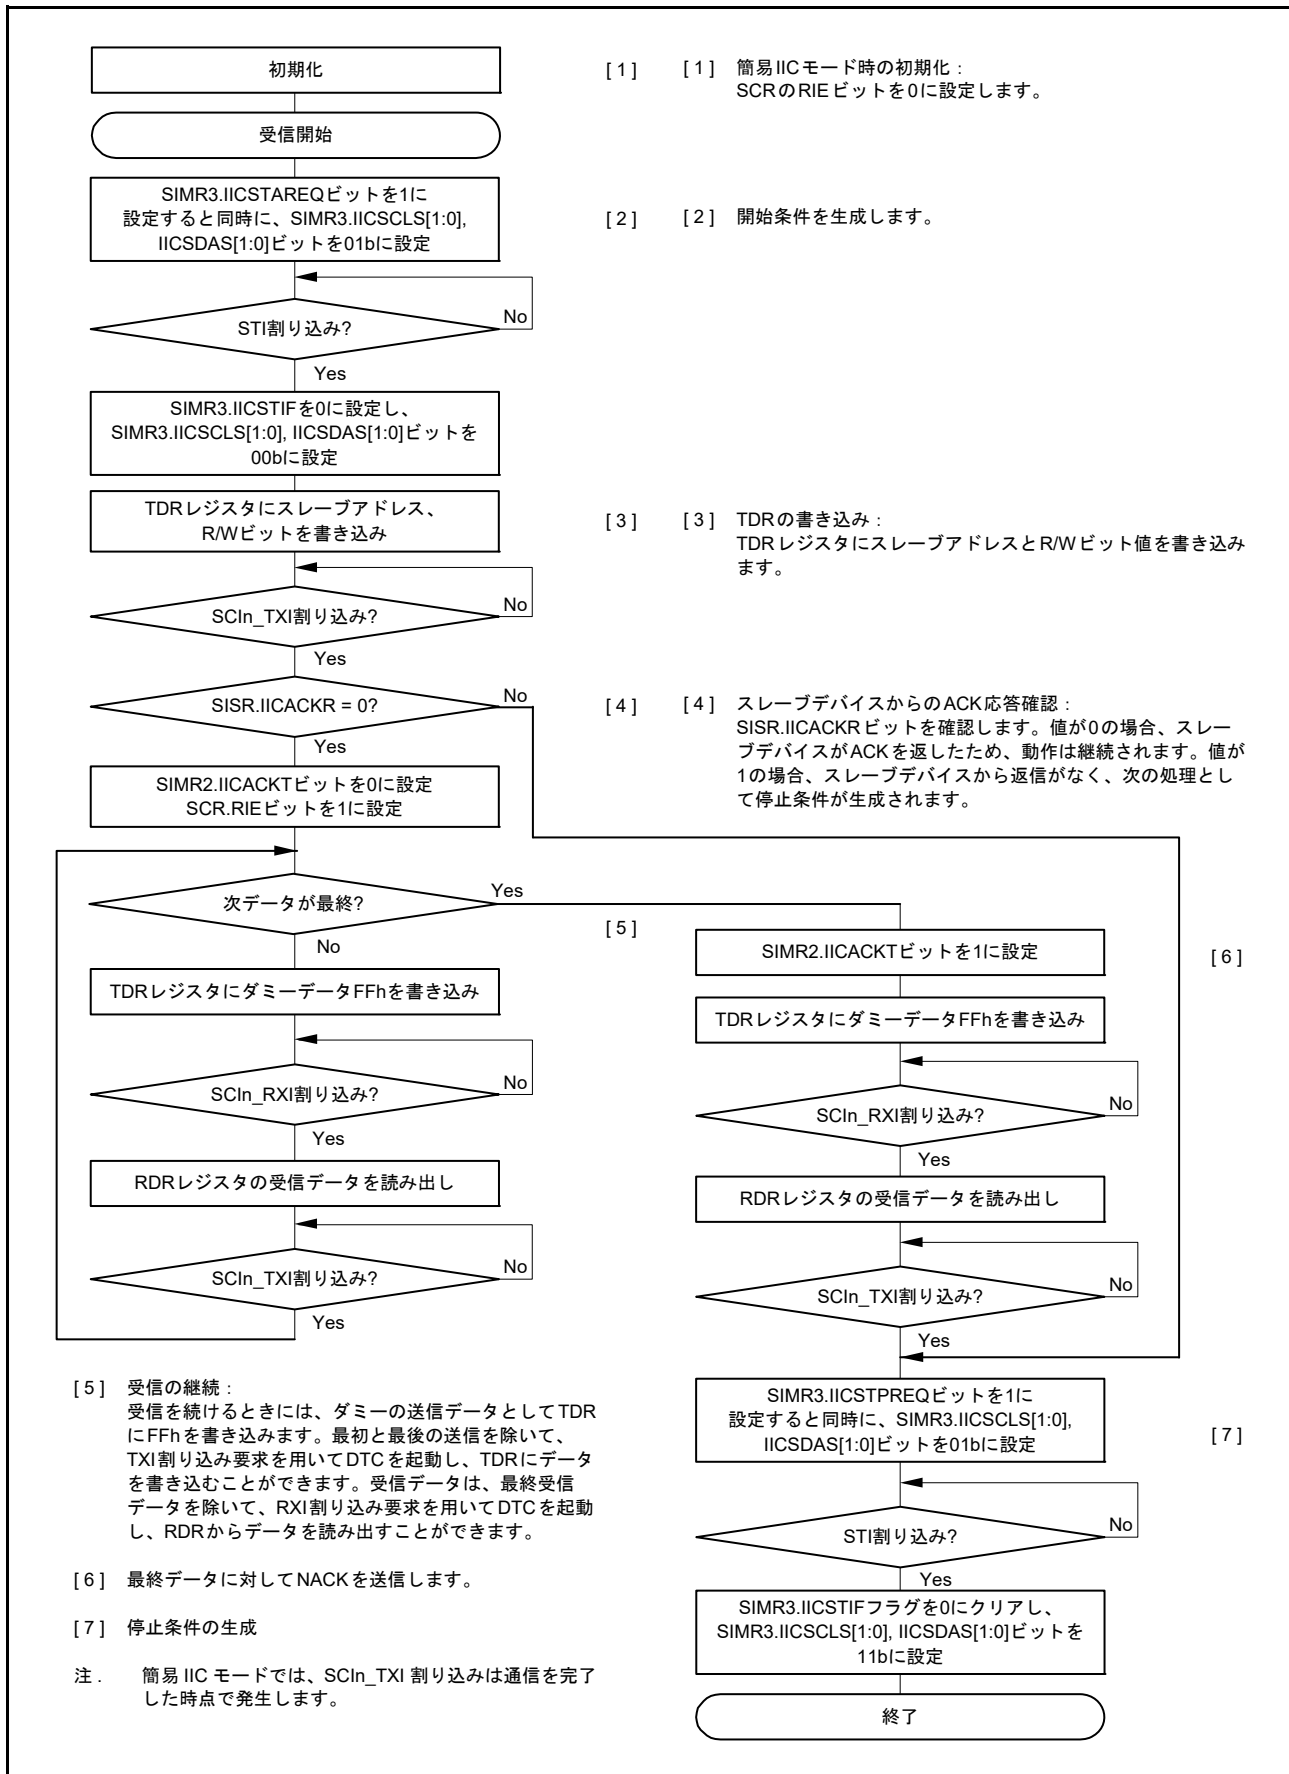 初期化
[ 1 ]
[ 1 ] 簡易IICモード時の初期化：
SCRのRIEビットを0に設定します。
受信開始
SIMR3.IICSTAREQビットを1に
設定すると同時に、SIMR3.IICSCLS[1:0],
IICSDAS[1:0]ビットを01bに設定
[ 2 ]
[ 2 ] 開始条件を生成します。
STI割り込み?
No
Yes
SIMR3.IICSTIFを0に設定し、
SIMR3.IICSCLS[1:0], IICSDAS[1:0]ビットを
00bに設定
TDRレジスタにスレーブアドレス、
R/Wビットを書き込み
[ 3 ]
[ 3 ] TDRの書き込み：
TDRレジスタにスレーブアドレスとR/Wビット値を書き込み
ます。
SCIn_TXI割り込み?
No
Yes
SISR.IICACKR = 0?
No
Yes
[ 4 ]
[ 4 ] スレーブデバイスからのACK応答確認：
SISR.IICACKRビットを確認します。値が0の場合、スレー
ブデバイスがACKを返したため、動作は継続されます。値が
1の場合、スレーブデバイスから返信がなく、次の処理とし
て停止条件が生成されます。
SIMR2.IICACKTビットを0に設定
SCR.RIEビットを1に設定
次データが最終?
Yes
No
[ 5 ]
TDRレジスタにダミーデータFFhを書き込み
SCIn_RXI割り込み?
No
Yes
RDRレジスタの受信データを読み出し
SCIn_TXI割り込み?
No
Yes
SIMR2.IICACKTビットを1に設定
[ 6 ]
TDRレジスタにダミーデータFFhを書き込み
SCIn_RXI割り込み?
No
Yes
RDRレジスタの受信データを読み出し
SCIn_TXI割り込み?
No
Yes
SIMR3.IICSTPREQビットを1に
設定すると同時に、SIMR3.IICSCLS[1:0],
IICSDAS[1:0]ビットを01bに設定
[ 7 ]
STI割り込み?
No
Yes
SIMR3.IICSTIFフラグを0にクリアし、
SIMR3.IICSCLS[1:0], IICSDAS[1:0]ビットを
11bに設定
終了
[ 5 ] 受信の継続：
受信を続けるときには、ダミーの送信データとしてTDR
にFFhを書き込みます。最初と最後の送信を除いて、
TXI割り込み要求を用いてDTCを起動し、TDRにデータ
を書き込むことができます。受信データは、最終受信
データを除いて、RXI割り込み要求を用いてDTCを起動
し、RDRからデータを読み出すことができます。
[ 6 ] 最終データに対してNACKを送信します。
[ 7 ] 停止条件の生成
注． 簡易 IIC モードでは、SCIn_TXI 割り込みは通信を完了
した時点で発生します。